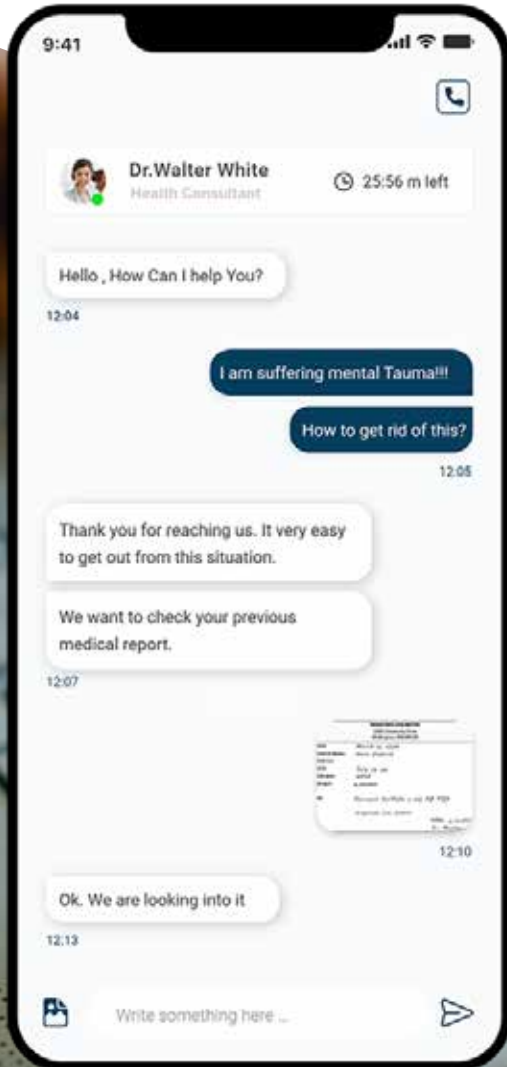 9:41
Dr.Walter White
Health Consultant
25:56 m left
Hello , How Can I help You?
12:04
I am suffering mental Tauma!!!
How to get rid of this?
12:05
Thank you for reaching us. It very easy
to get out from this situation.
We want to check your previous
medical report.
12:07
12:10
Ok. We are looking into it
12:13
Write something here ...